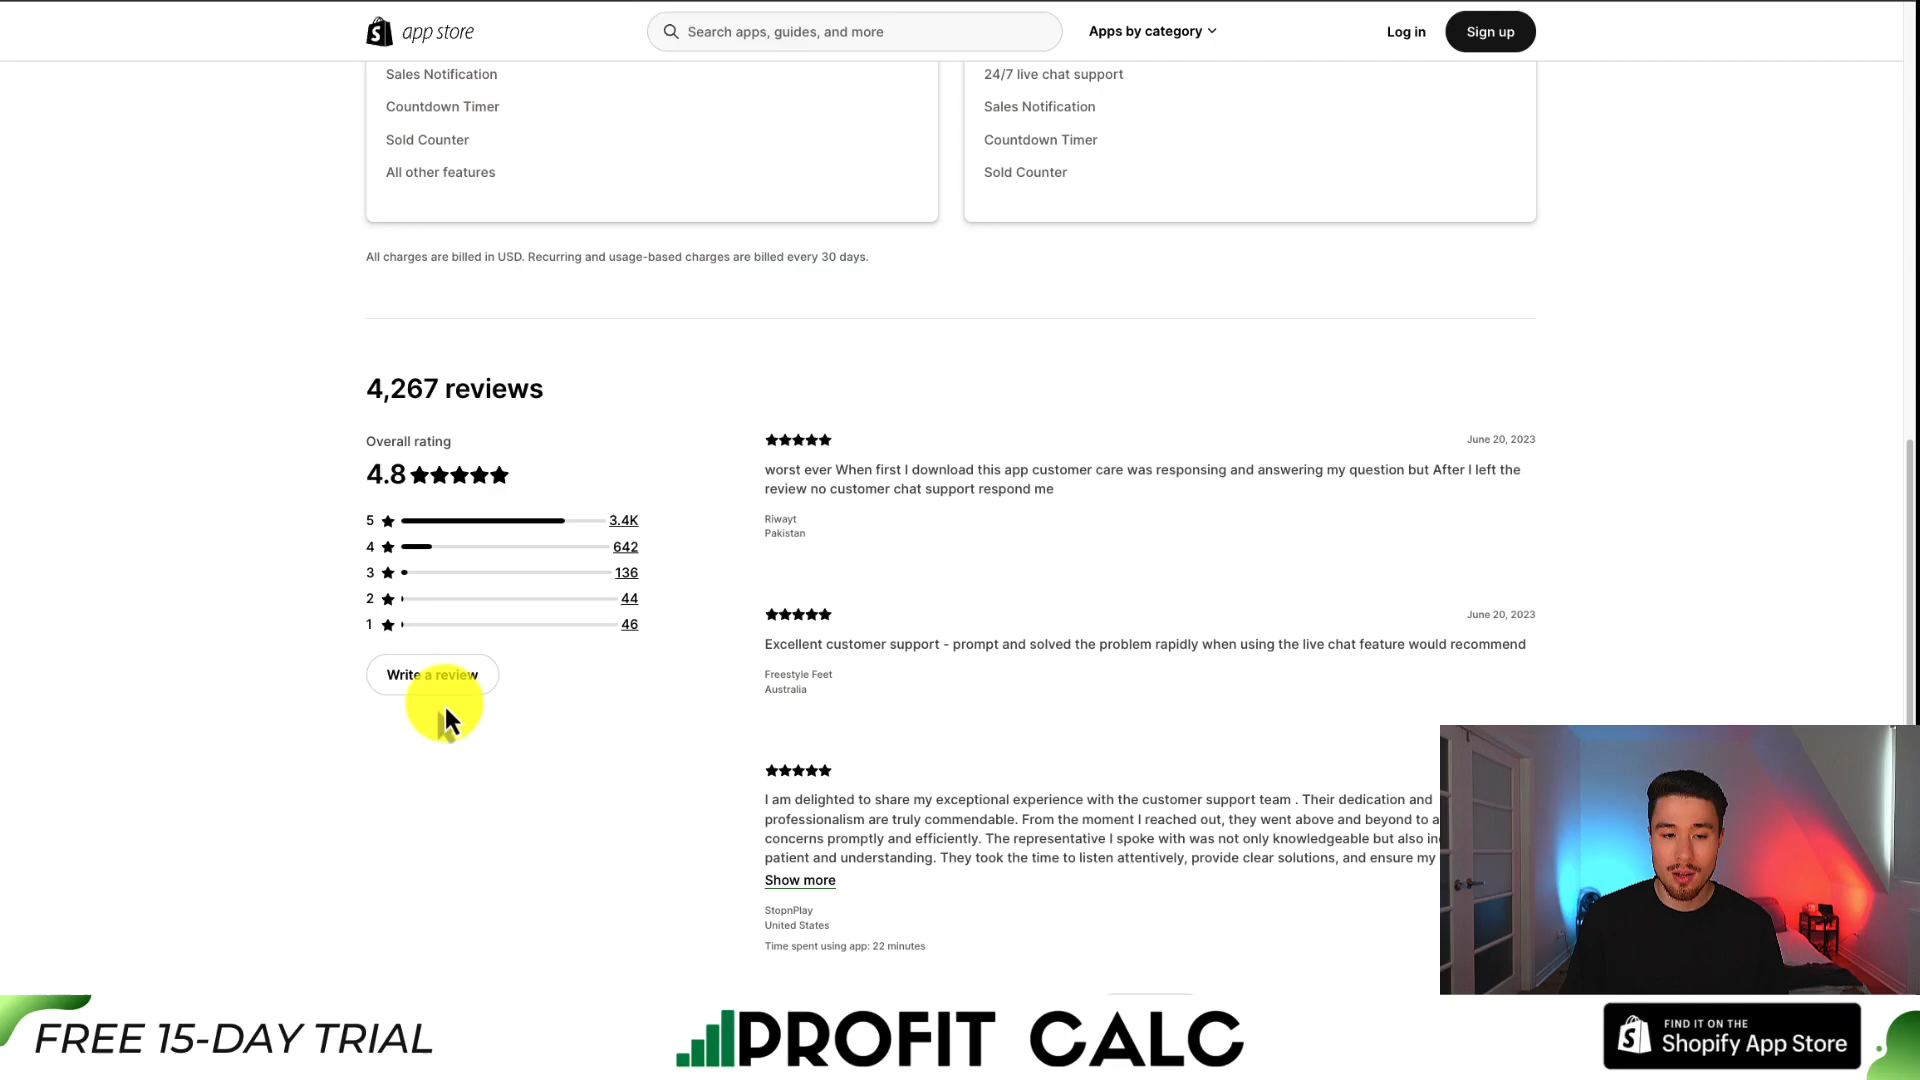 app store
Search apps, guides, and more
Apps by category
Log in
Sign up
Sales Notification
Countdown Timer
Sold Counter
All other features
24/7 live chat support
Sales Notification
Countdown Timer
Sold Counter
All charges are billed in USD. Recurring and usage-based charges are billed every 30 days.
4,267 reviews
Overall rating
4.8
5 3.4K
4 642
3 136
2 44
1 46
Write a review
June 20, 2023
worst ever When first I download this app customer care was responsing and answering my question but After I left the
review no customer chat support respond me
Riwayt
Pakistan
June 20, 2023
Excellent customer support - prompt and solved the problem rapidly when using the live chat feature would recommend
Freestyle Feet
Australia
I am delighted to share my exceptional experience with the customer support team . Their dedication and
professionalism are truly commendable. From the moment I reached out, they went above and beyond to a
concerns promptly and efficiently. The representative I spoke with was not only knowledgeable but also in
patient and understanding. They took the time to listen attentively, provide clear solutions, and ensure my
Show more
StopnPlay
United States
Time spent using app: 22 minutes
FREE 15-DAY TRIAL
PROFIT CALC
FIND IT ON THE
Shopify App Store